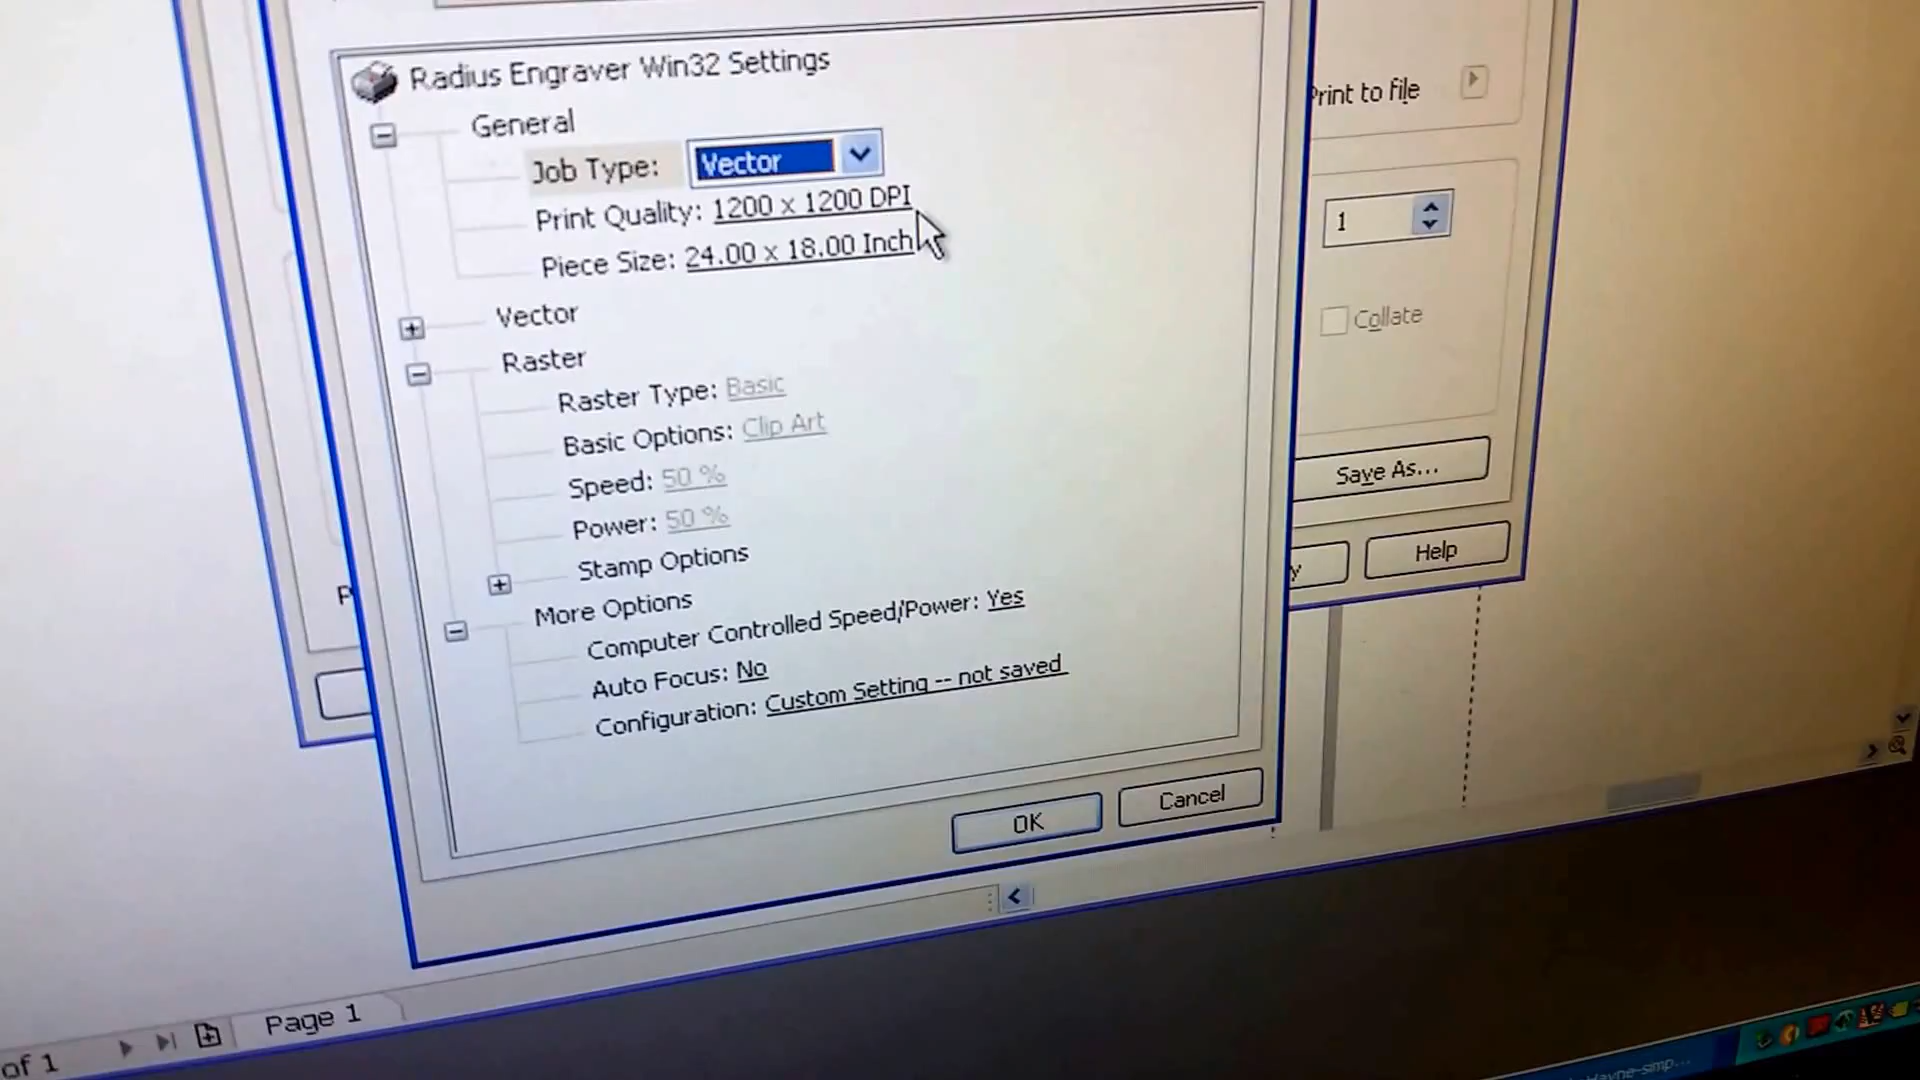 Radius Engraver Win32 Settings
General
Job Type: Vector
Print Quality: 1200 x 1200 DPI
Piece Size: 24.00 x 18.00 Inch
Vector
Raster
Raster Type: Basic
Basic Options: Clip Art
Speed: 50 %
Power: 50 %
Stamp Options
More Options
Computer Controlled Speed/Power: Yes
Auto Focus: No
Configuration: Custom Setting -- not saved
OK
Cancel
Print to file
1
Collate
Save As...
Help
of 1
Page 1